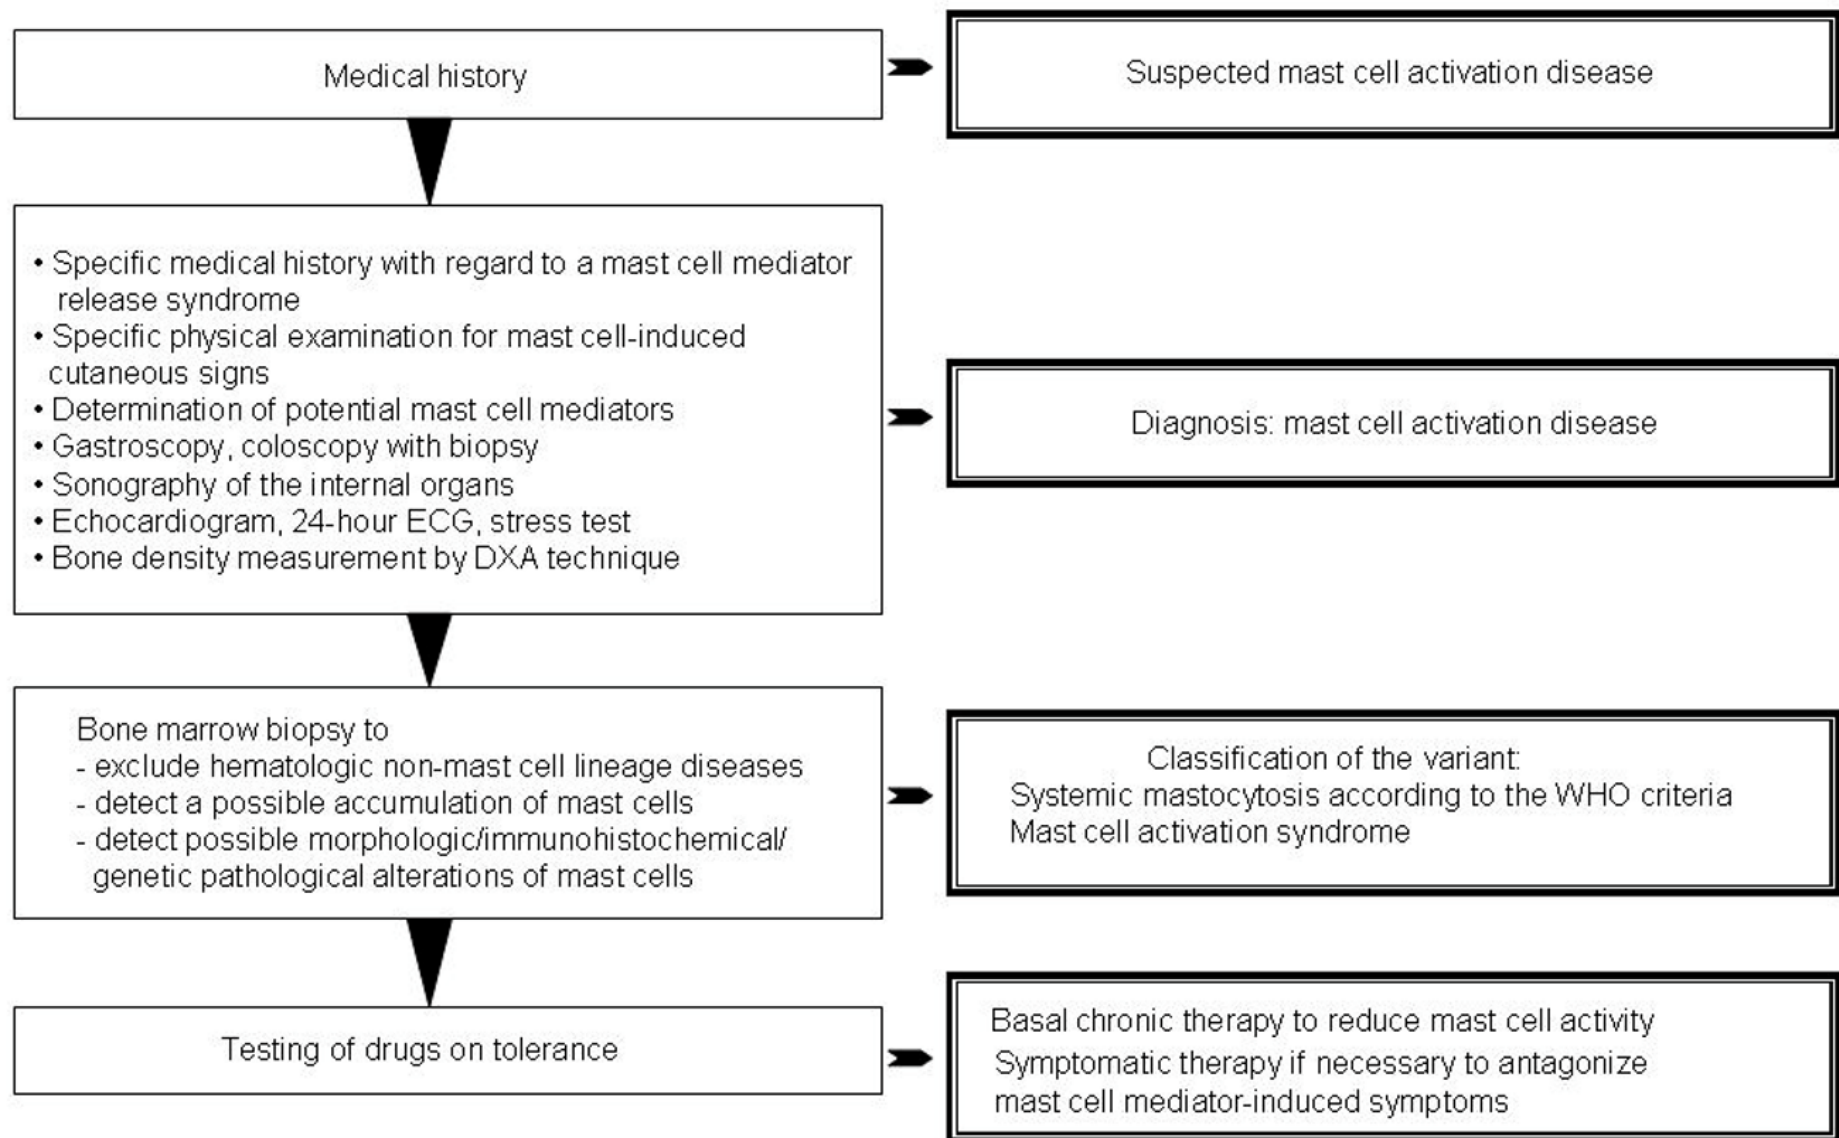 Medical history
Suspected mast cell activation disease
• Specific medical history with regard to a mast cell mediator
release syndrome
• Specific physical examination for mast cell-induced
cutaneous signs
• Determination of potential mast cell mediators
• Gastroscopy, coloscopy with biopsy
• Sonography of the internal organs
• Echocardiogram, 24-hour ECG, stress test
• Bone density measurement by DXA technique
Diagnosis: mast cell activation disease
Bone marrow biopsy to
- exclude hematologic non-mast cell lineage diseases
- detect a possible accumulation of mast cells
- detect possible morphologic/immunohistochemical/
genetic pathological alterations of mast cells
Classification of the variant:
Systemic mastocytosis according to the WHO criteria
Mast cell activation syndrome
Testing of drugs on tolerance
Basal chronic therapy to reduce mast cell activity
Symptomatic therapy if necessary to antagonize
mast cell mediator-induced symptoms